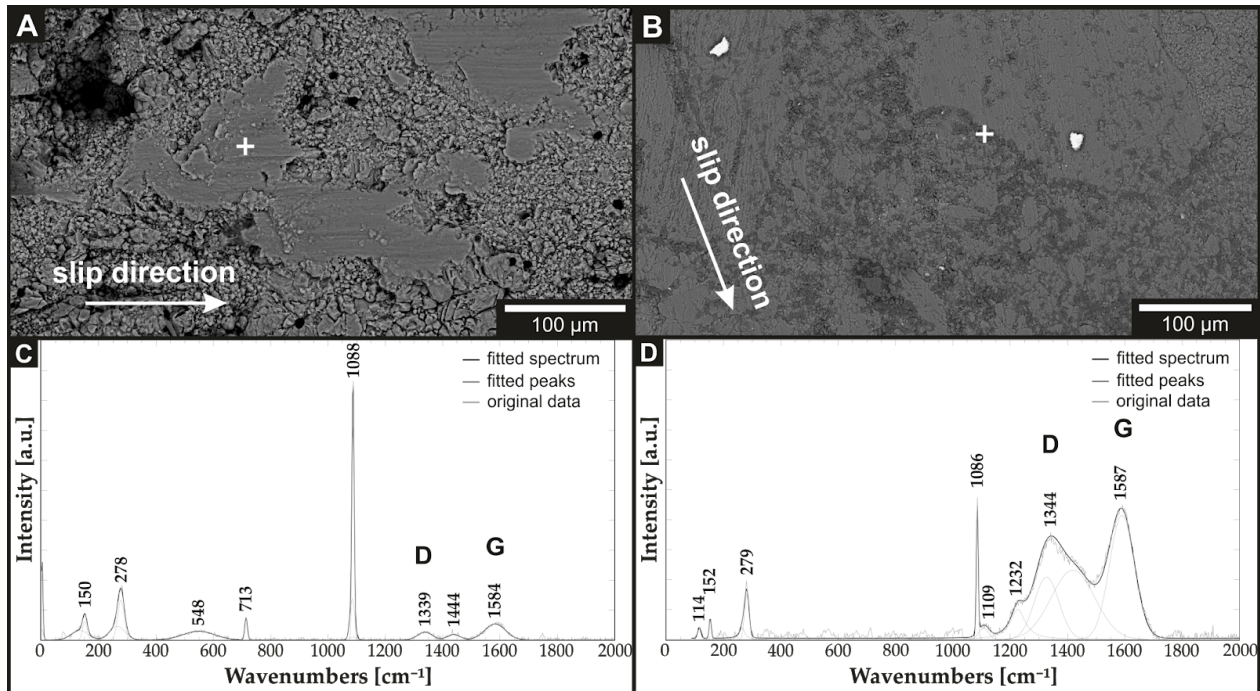 A
+
slip direction
100 µm
B
+
slip direction
100 µm
C
1088
fitted spectrum
fitted peaks
original data
Intensity [a.u.]
150
278
548
713
D
1339
1444
G
1584
0 200 400 600 800 1000 1200 1400 1600 1800 2000
Wavenumbers [cm⁻¹]
D
fitted spectrum
fitted peaks
original data
Intensity [a.u.]
114
152
279
1086
1109
1232
D
1344
G
1587
0 200 400 600 800 1000 1200 1400 1600 1800 2000
Wavenumbers [cm⁻¹]